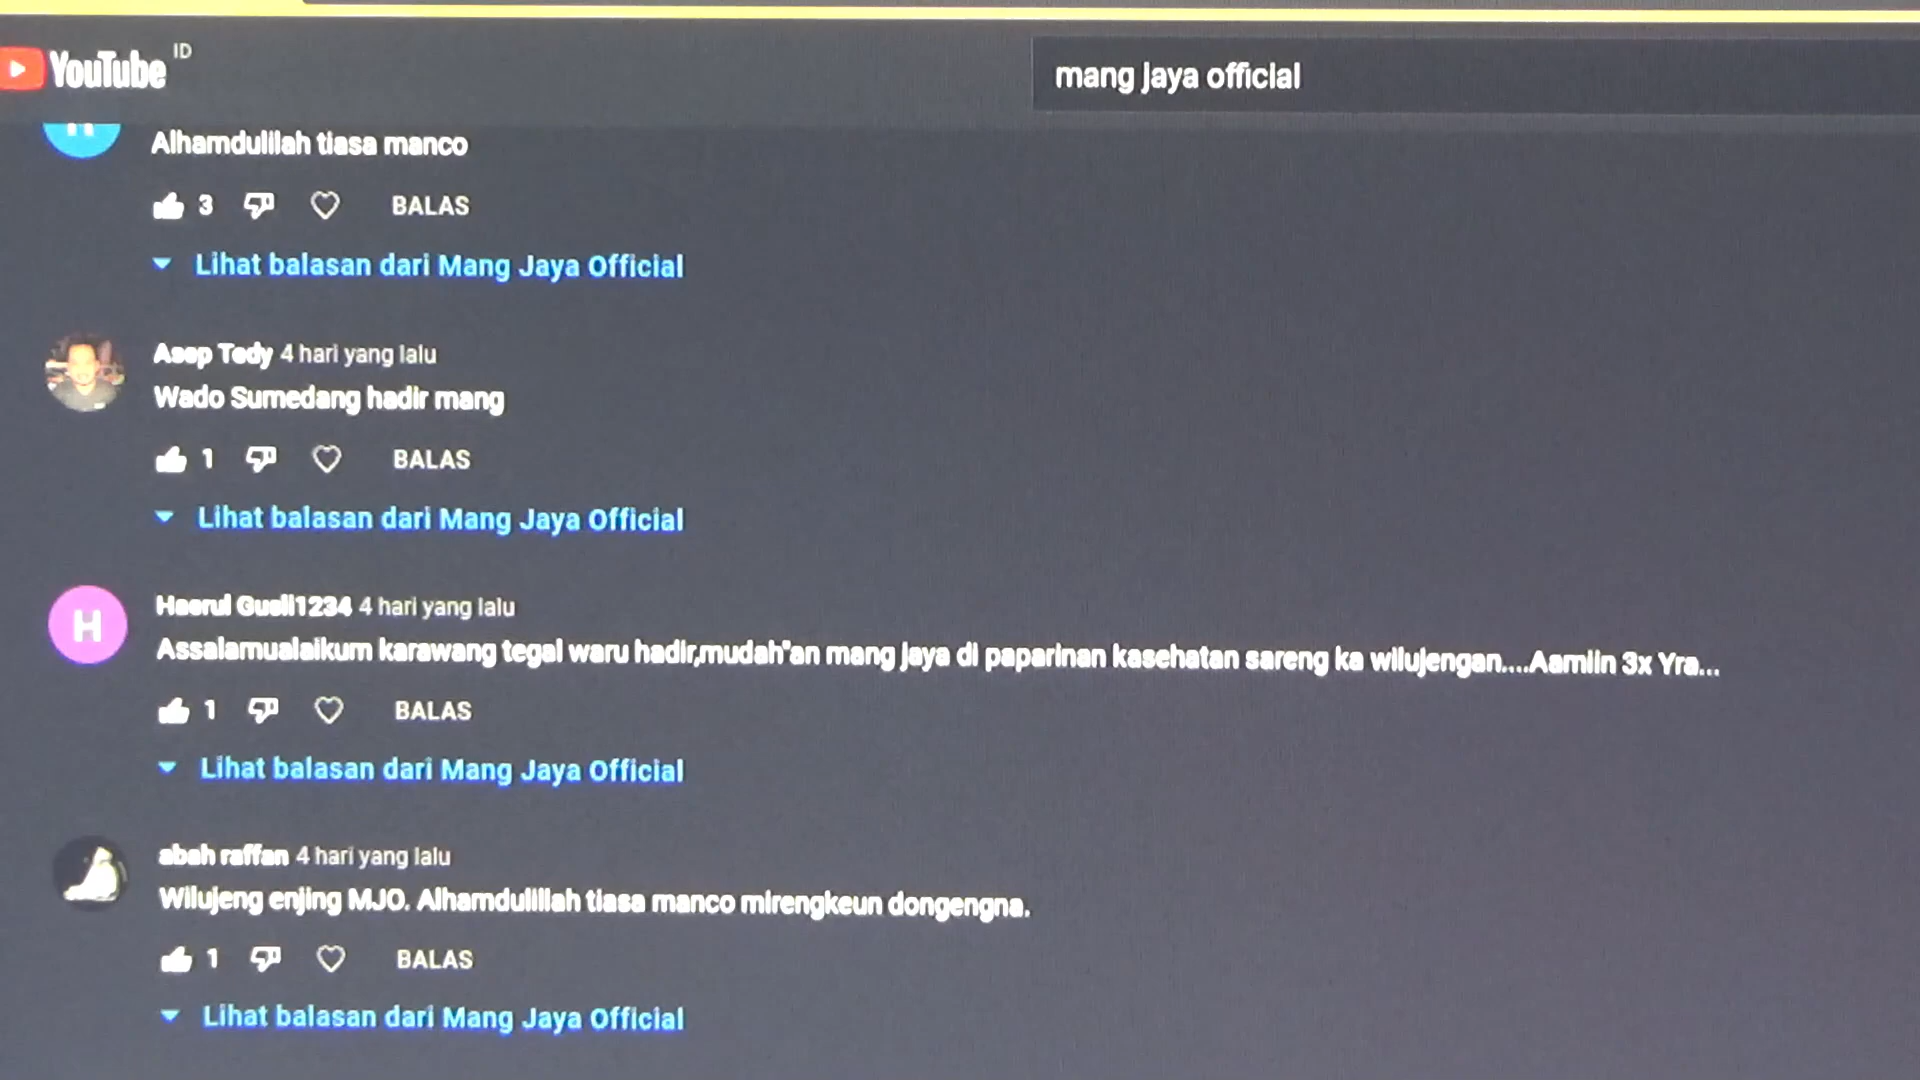 YouTube ID
mang jaya official
Alhamdulillah tiasa manco
3 BALAS
Lihat balasan dari Mang Jaya Official
Asep Tedy 4 hari yang lalu
Wado Sumedang hadir mang
1 BALAS
Lihat balasan dari Mang Jaya Official
H
Haerul Gusli1234 4 hari yang lalu
Assalamualaikum karawang tegal waru hadir,mudah"an mang jaya di paparinan kasehatan sareng ka wilujengan....Aamiin 3x Yra...
1 BALAS
Lihat balasan dari Mang Jaya Official
abah raffan 4 hari yang lalu
Wilujeng enjing MJO. Alhamdulillah tiasa manco mirengkeun dongengna.
1 BALAS
Lihat balasan dari Mang Jaya Official